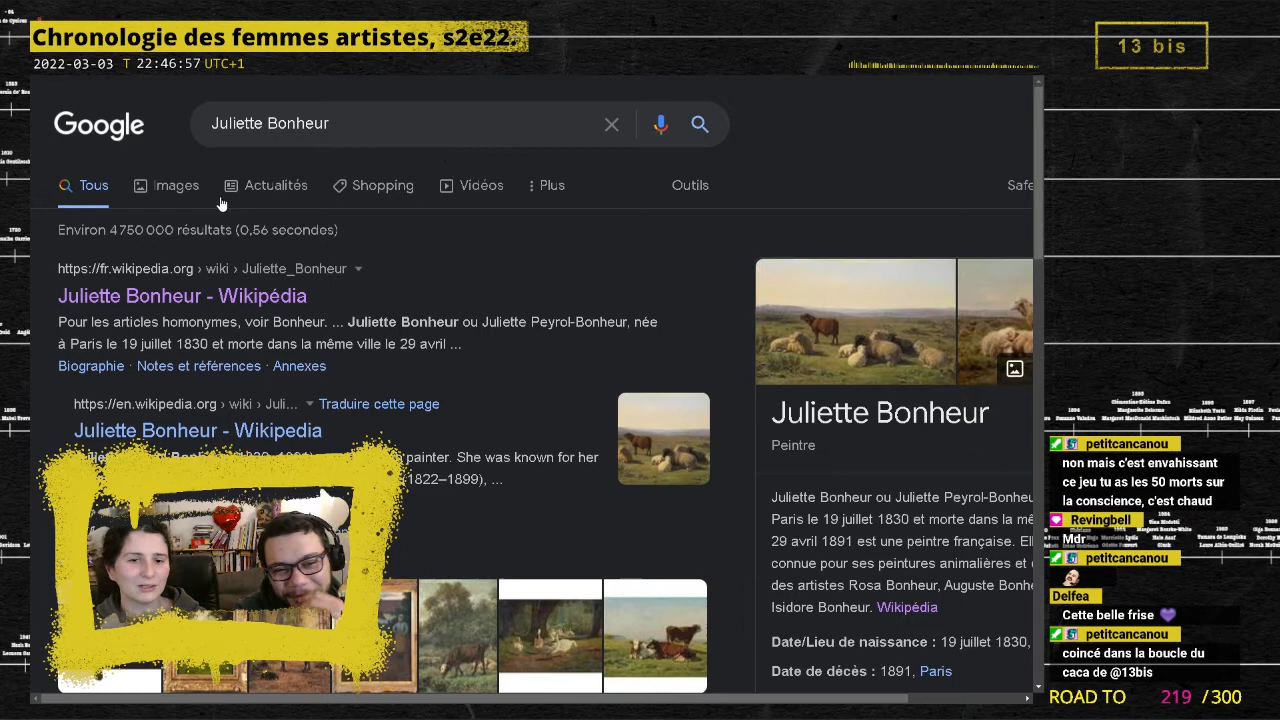 Chronologie des femmes artistes, s2e22.
2022-03-03 T 22:46:57 UTC+1
13 bis
Google
Juliette Bonheur
Tous
Images
Actualités
Shopping
Vidéos
Plus
Outils
Safe
Environ 4 750 000 résultats (0,56 secondes)
https://fr.wikipedia.org › wiki › Juliette_Bonheur
Juliette Bonheur - Wikipédia
Pour les articles homonymes, voir Bonheur. ... Juliette Bonheur ou Juliette Peyrol-Bonheur, née
à Paris le 19 juillet 1830 et morte dans la même ville le 29 avril ...
Biographie · Notes et références · Annexes
https://en.wikipedia.org › wiki › Juli... Traduire cette page
Juliette Bonheur - Wikipedia
painter. She was known for her
(1822–1899), ...
Juliette Bonheur
Peintre
Juliette Bonheur ou Juliette Peyrol-Bonheu
Paris le 19 juillet 1830 et morte dans la mê
29 avril 1891 est une peintre française. El
connue pour ses peintures animalières et
des artistes Rosa Bonheur, Auguste Bonhe
Isidore Bonheur. Wikipédia
Date/Lieu de naissance : 19 juillet 1830,
Date de décès : 1891, Paris
petitcancanou
non mais c'est envahissant
ce jeu tu as les 50 morts sur
la conscience, c'est chaud
Revingbell
Mdr
petitcancanou
Delfea
Cette belle frise 💜
petitcancanou
coincé dans la boucle du
caca de @13bis
ROAD TO 219 / 300